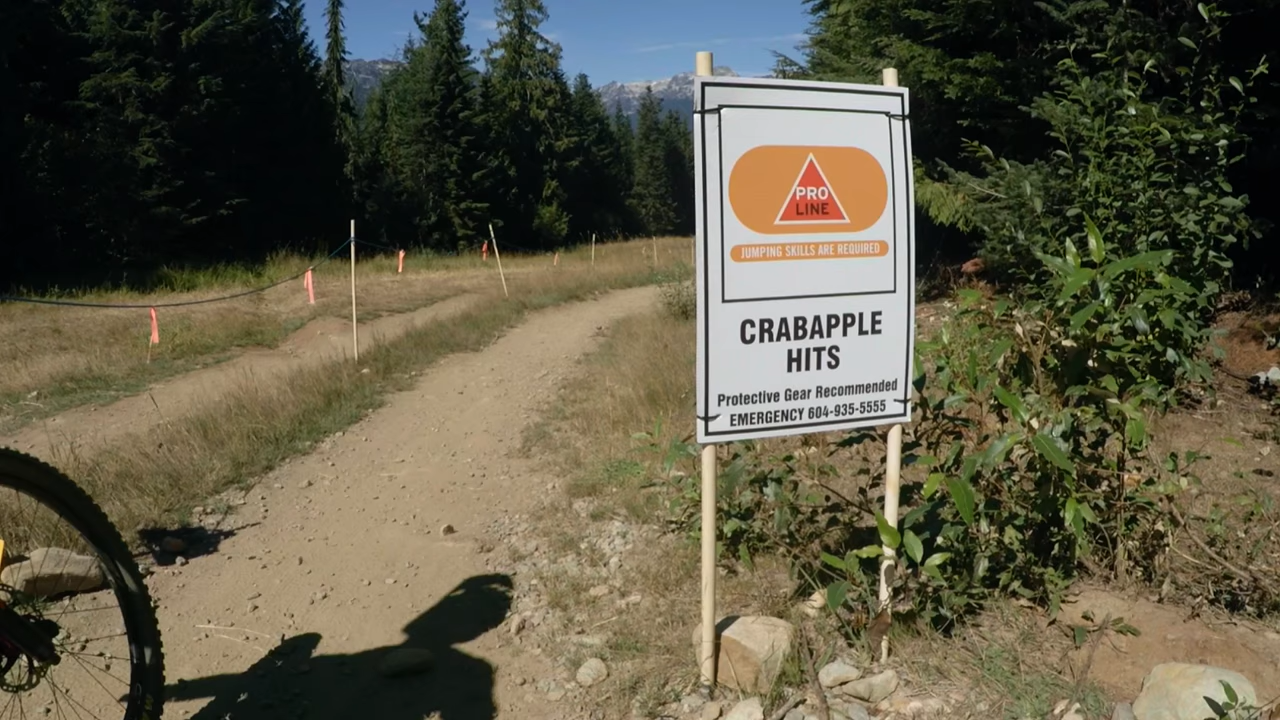 PRO
LINE
JUMPING SKILLS ARE REQUIRED
CRABAPPLE
HITS
Protective Gear Recommended
EMERGENCY 604-935-5555